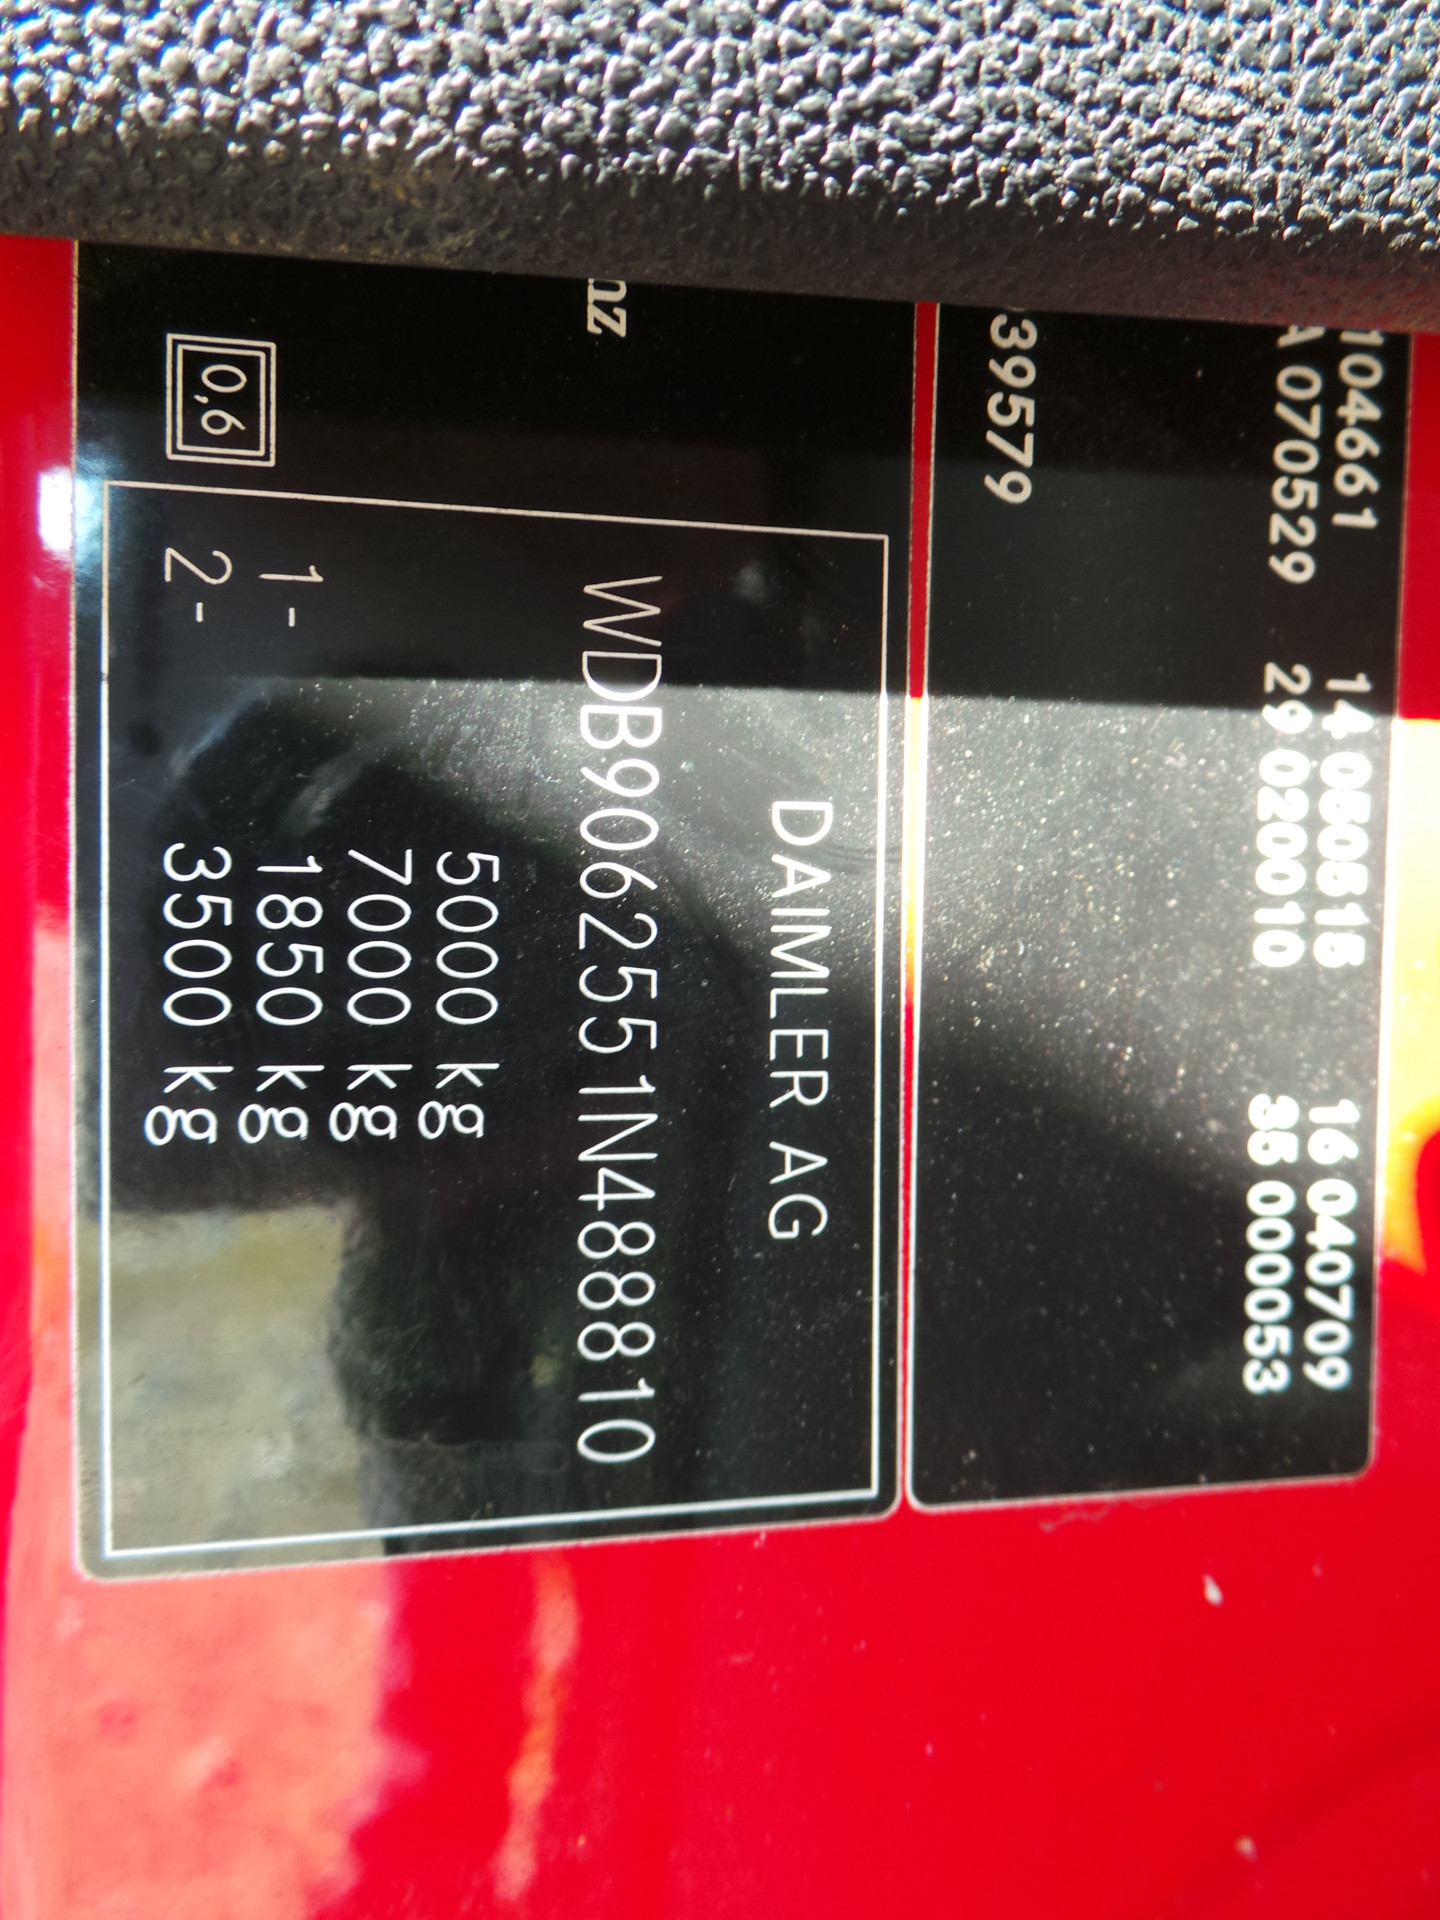 104661 14 050515 16 040709
A 070529 29 020010 35 000053
39579
DAIMLER AG
WDB9062551N488810
nz
5000 kg
7000 kg
1- 1850 kg
2- 3500 kg
0,6